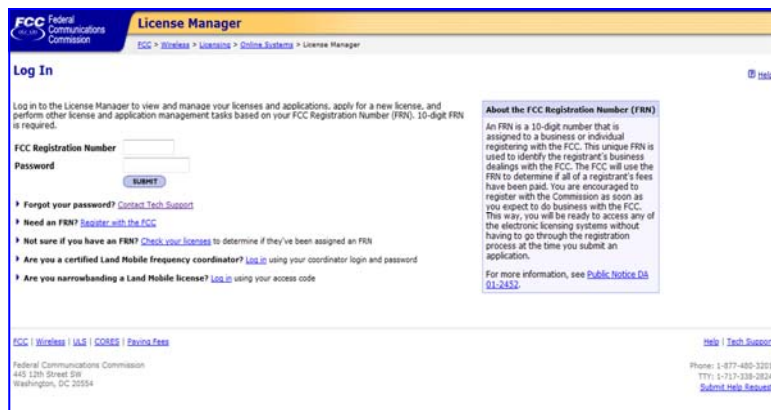 FCC Federal
Communications
Commission
License Manager
FCC > Wireless > Licensing > Online Systems > License Manager
Log In
Help
Log in to the License Manager to view and manage your licenses and applications, apply for a new license, and
perform other license and application management tasks based on your FCC Registration Number (FRN). 10-digit FRN
is required.
FCC Registration Number
Password
SUBMIT
Forgot your password? Contact Tech Support
Need an FRN? Register with the FCC
Not sure if you have an FRN? Check your licenses to determine if they've been assigned an FRN
Are you a certified Land Mobile frequency coordinator? Log in using your coordinator login and password
Are you narrowbanding a Land Mobile license? Log in using your access code
About the FCC Registration Number (FRN)
An FRN is a 10-digit number that is
assigned to a business or individual
registering with the FCC. This unique FRN is
used to identify the registrant's business
dealings with the FCC. The FCC will use the
FRN to determine if all of a registrant's fees
have been paid. You are encouraged to
register with the Commission as soon as
you expect to do business with the FCC.
This way, you will be ready to access any of
the electronic licensing systems without
having to go through the registration
process at the time you submit an
application.
For more information, see Public Notice DA
01-2452.
FCC | Wireless | ULS | CORES | Paying Fees
Help | Tech Support
Federal Communications Commission
445 12th Street SW
Washington, DC 20554
Phone: 1-877-480-3201
TTY: 1-717-338-2824
Submit Help Request